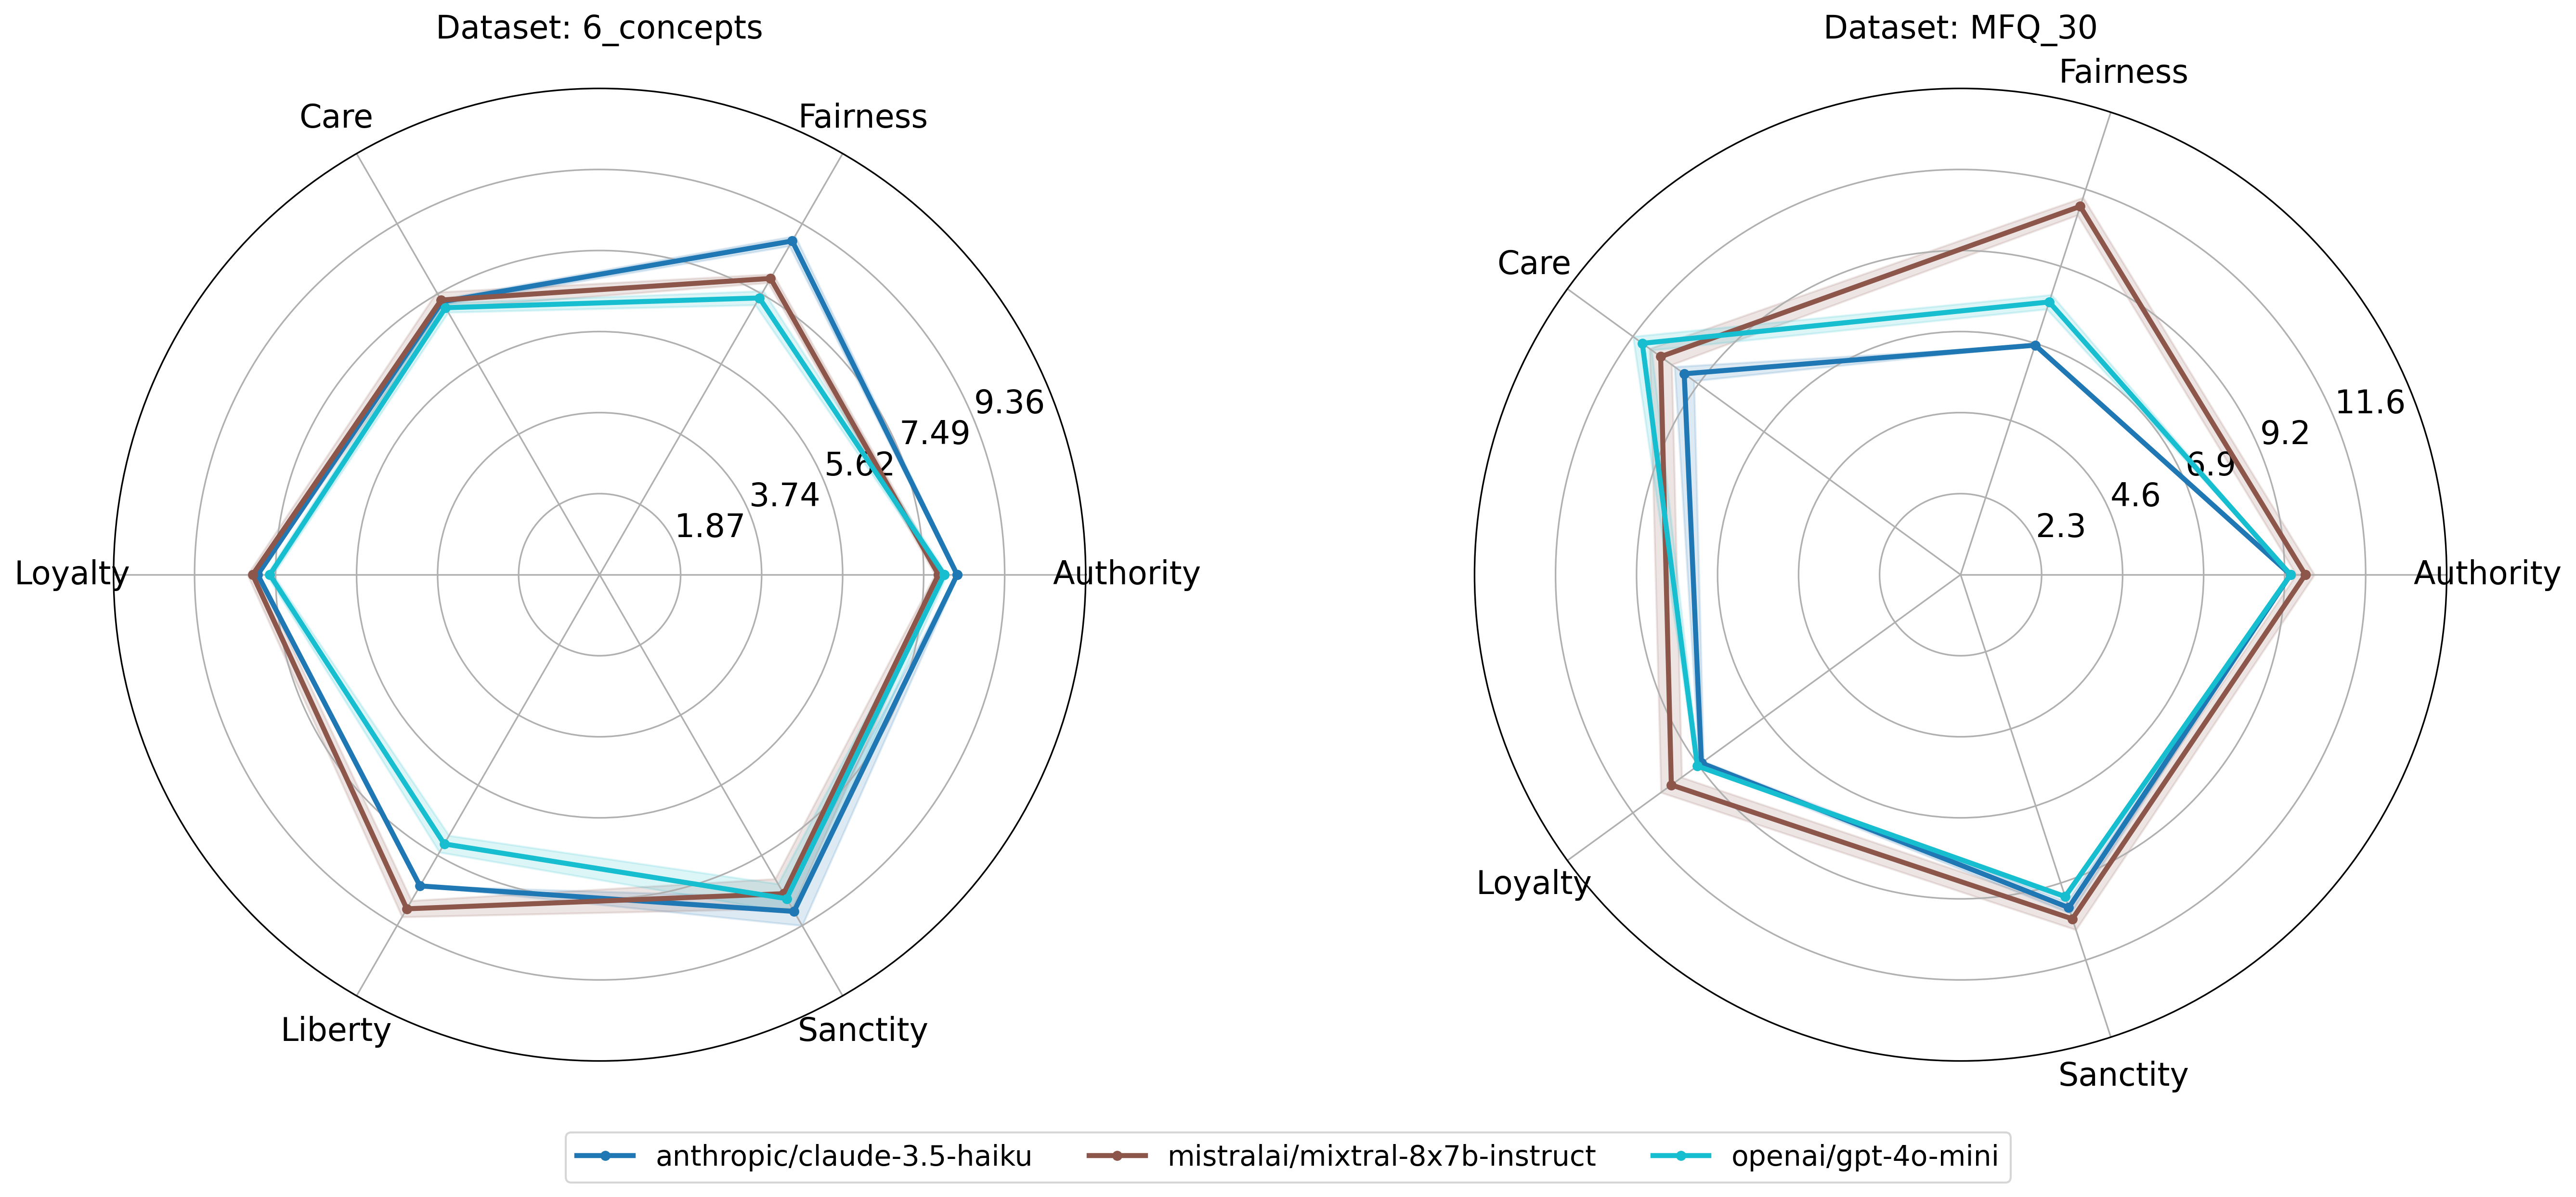 Dataset: 6_concepts
Care
Fairness
9.36
7.49
5.62
3.74
1.87
Loyalty
Authority
Liberty
Sanctity
Dataset: MFQ_30
Fairness
Care
11.6
9.2
6.9
4.6
2.3
Authority
Loyalty
Sanctity
anthropic/claude-3.5-haiku
mistralai/mixtral-8x7b-instruct
openai/gpt-4o-mini